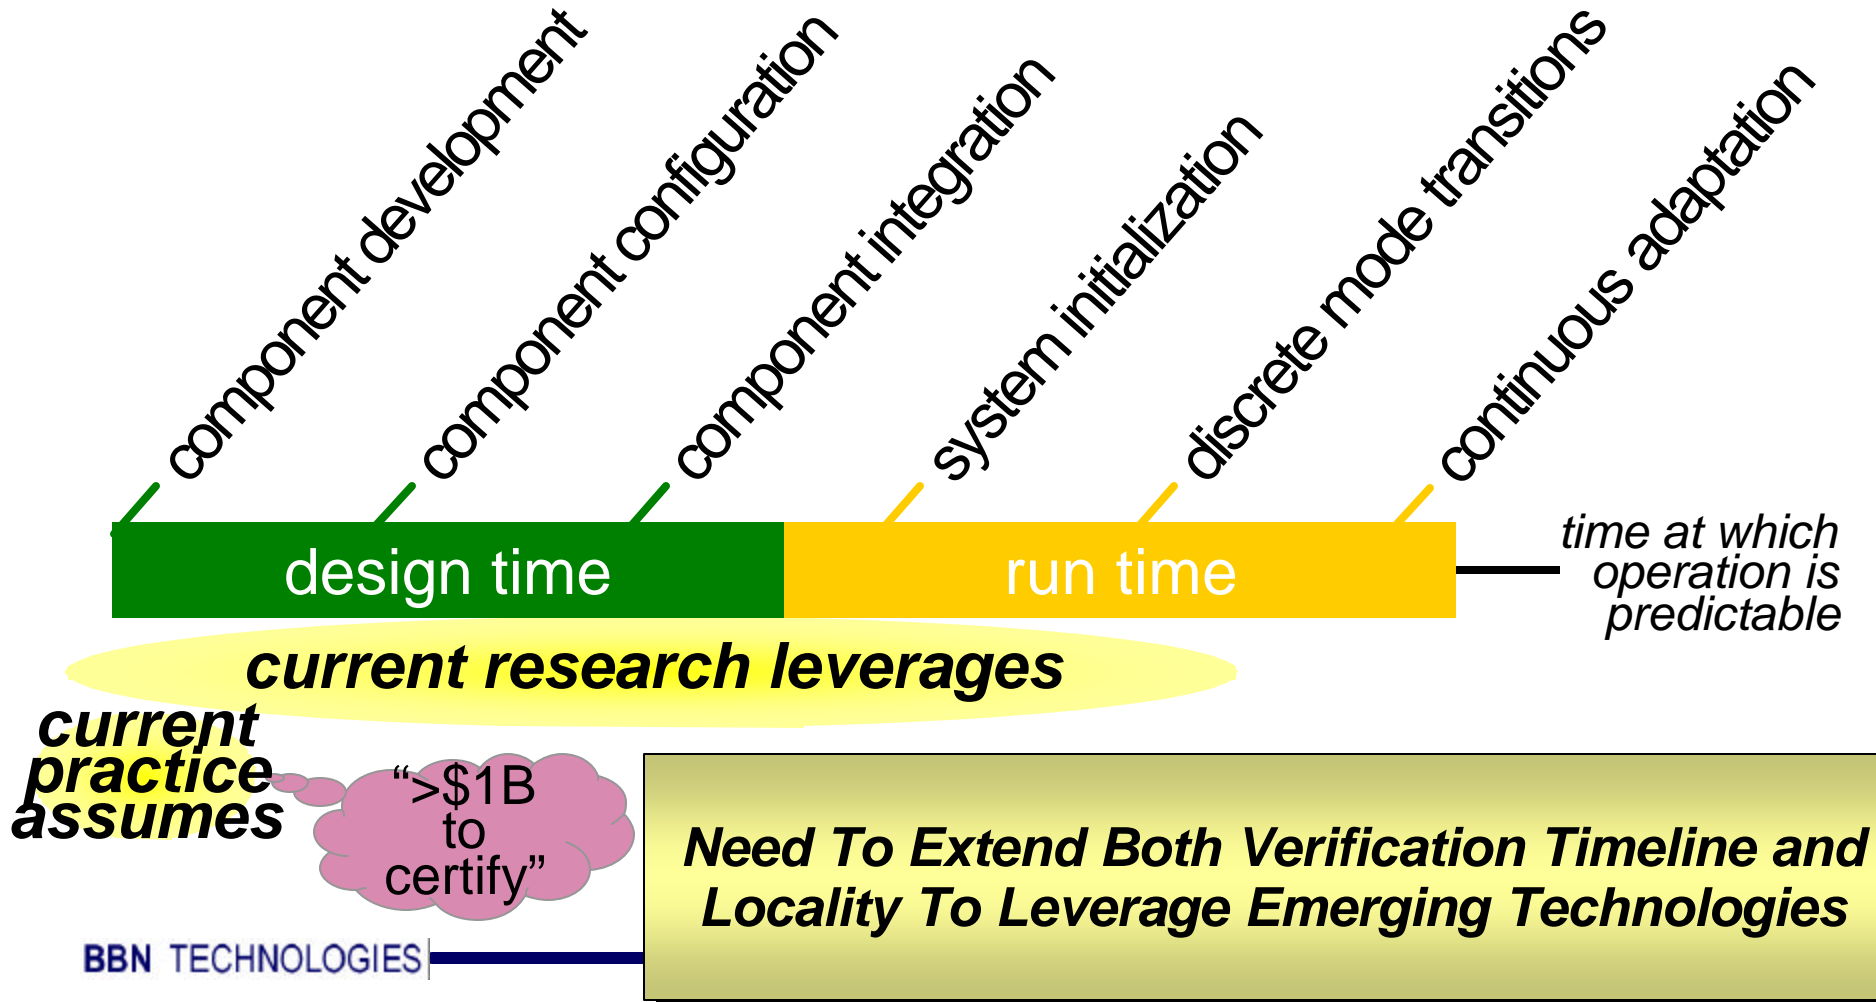 component development
component configuration
component integration
system initialization
discrete mode transitions
continuous adaptation
design time
run time
time at which
operation is
predictable
current research leverages
current
practice
assumes
“>$1B
to
certify”
Need To Extend Both Verification Timeline and
Locality To Leverage Emerging Technologies
BBN TECHNOLOGIES